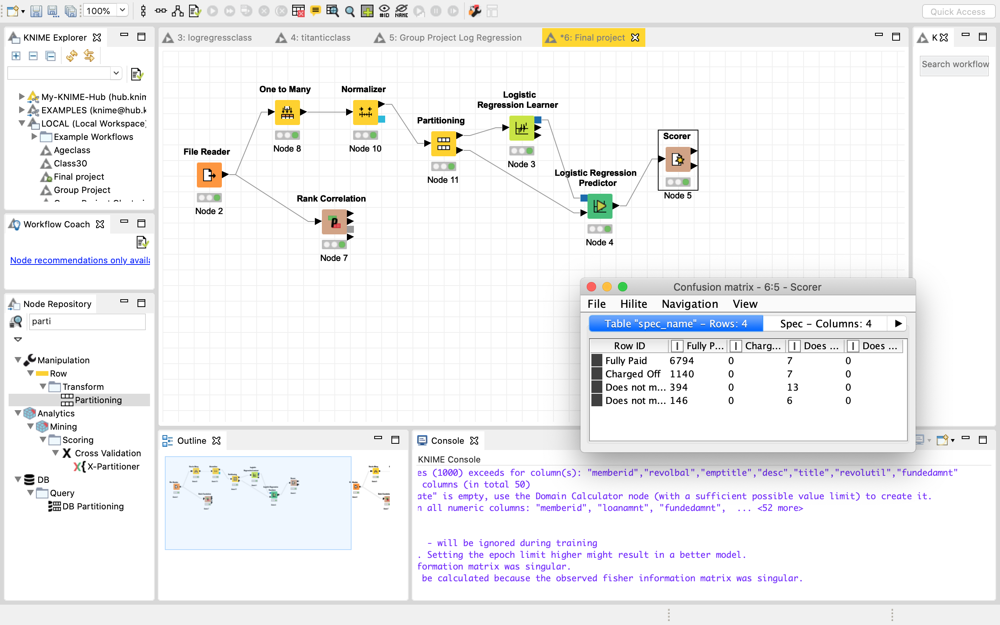 100%
#ID
NAME
Quick Access
KNIME Explorer
3: logregressclass
4: titanticclass
5: Group Project Log Regression
*6: Final project
K
Search workflow
My-KNIME-Hub (hub.knim
EXAMPLES (knime@hub.k
LOCAL (Local Workspace)
Example Workflows
Ageclass
Class30
Final project
Group Project
Workflow Coach
Node recommendations only availa
Node Repository
parti
Manipulation
Row
Transform
Partitioning
Analytics
Mining
Scoring
Cross Validation
X-Partitioner
DB
Query
DB Partitioning
File Reader
Node 2
One to Many
Node 8
Normalizer
Node 10
Rank Correlation
Node 7
Partitioning
Node 11
Logistic
Regression Learner
Node 3
Logistic Regression
Predictor
Node 4
Scorer
Node 5
Confusion matrix - 6:5 - Scorer
File Hilite Navigation View
Table "spec_name" - Rows: 4 Spec - Columns: 4
Row ID I Fully P... I Charg... I Does ... I Does ...
Fully Paid 6794 0 7 0
Charged Off 1140 0 7 0
Does not m... 394 0 13 0
Does not m... 146 0 6 0
Outline
Console
KNIME Console
es (1000) exceeds for column(s): "memberid","revolbal","emptitle","desc","title","revolutil","fundedamnt"
columns (in total 50)
ate" is empty, use the Domain Calculator node (with a sufficient possible value limit) to create it.
n all numeric columns: "memberid", "loanamnt", "fundedamnt", ... <52 more>
- will be ignored during training
. Setting the epoch limit higher might result in a better model.
formation matrix was singular.
be calculated because the observed fisher information matrix was singular.